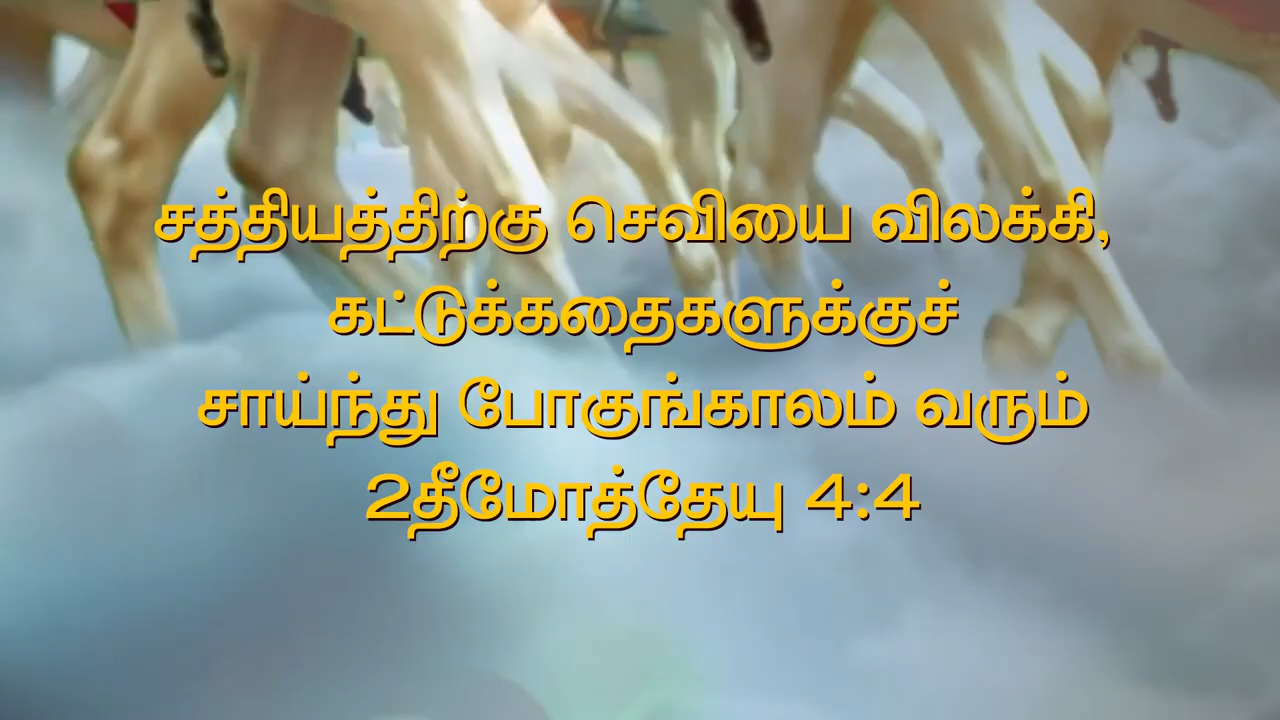 சத்தியத்திற்கு செவியை விலக்கி,
கட்டுக்கதைகளுக்குச்
சாய்ந்து போகுங்காலம் வரும்
2தீமோத்தேயு 4:4